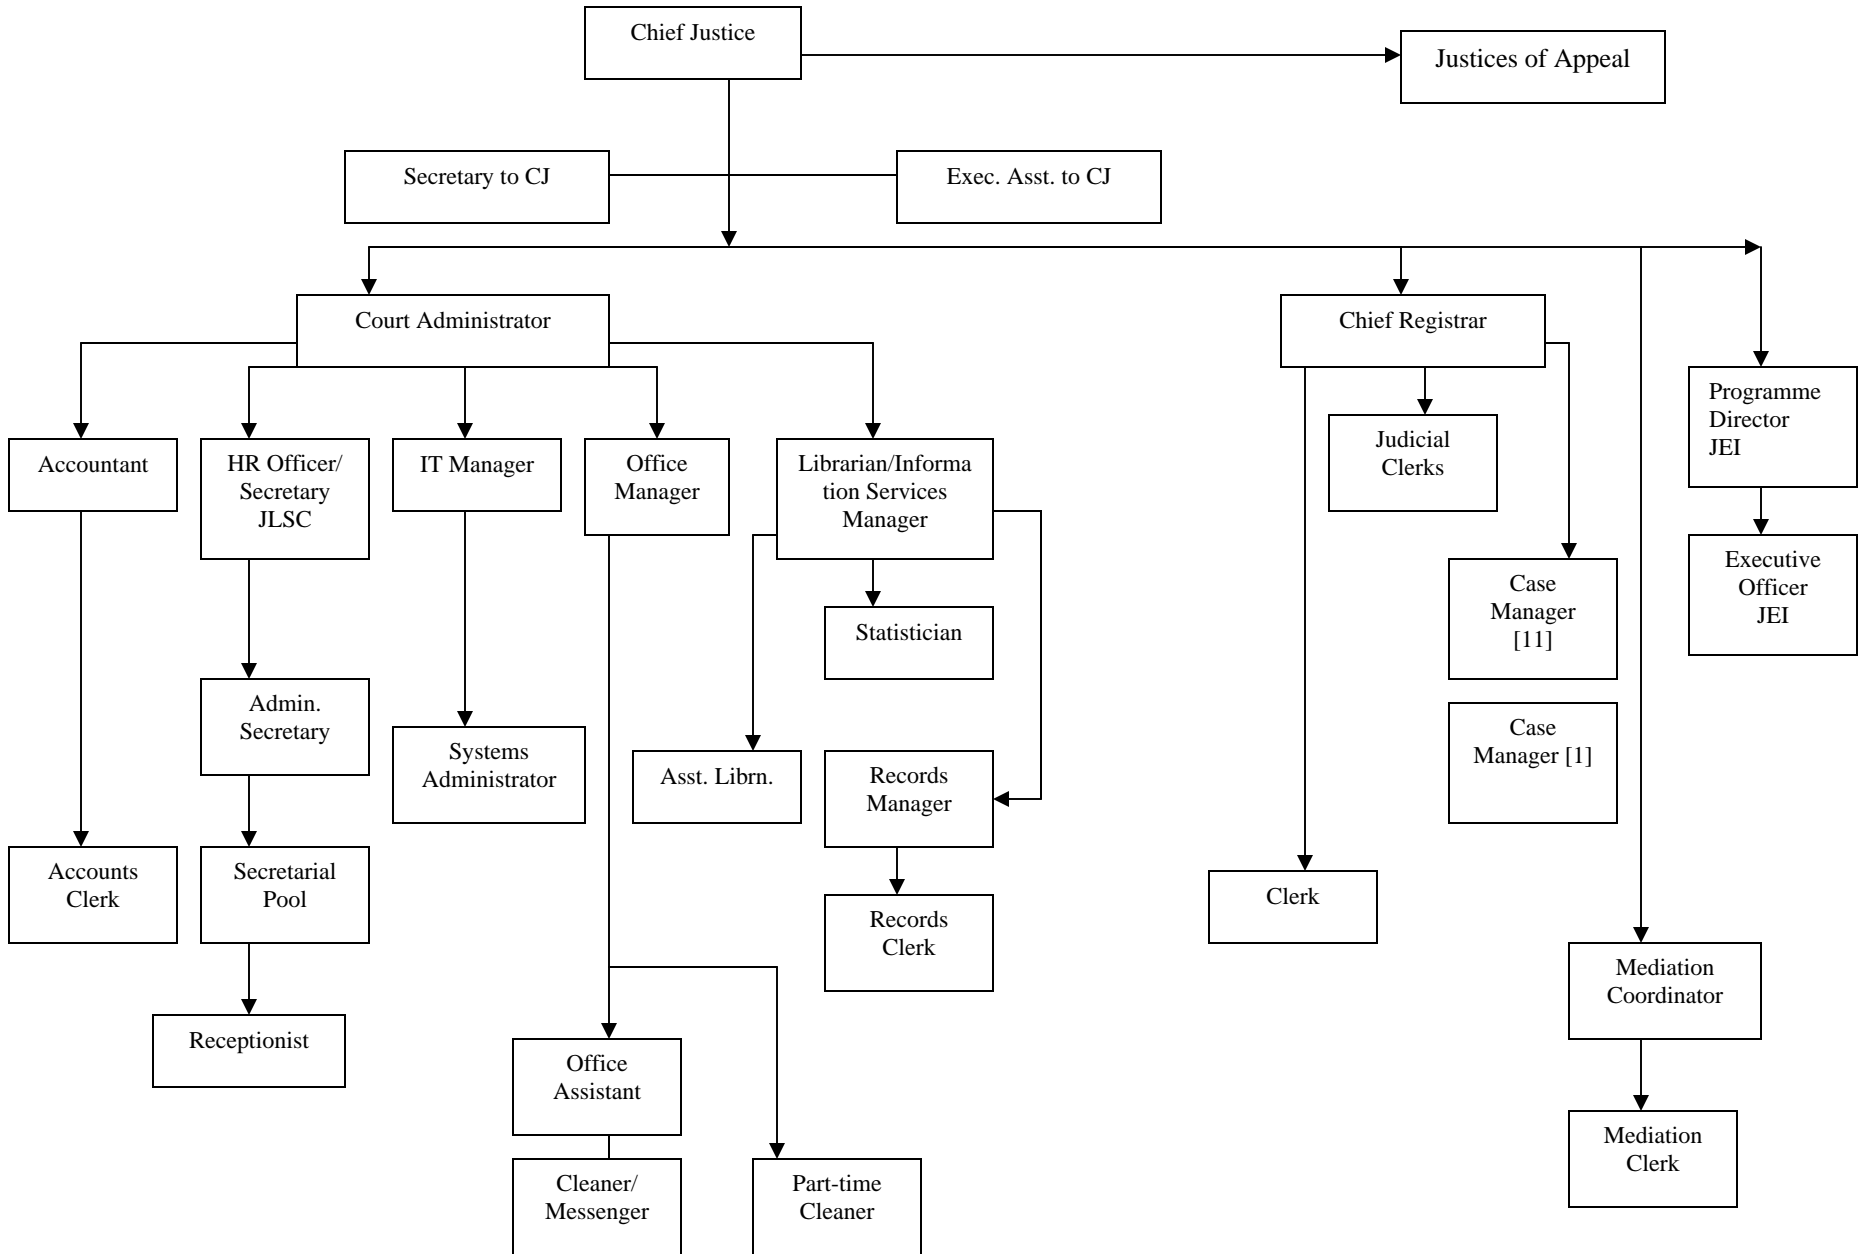 Chief Justice
Justices of Appeal
Secretary to CJ
Exec. Asst. to CJ
Court Administrator
Chief Registrar
Programme
Director
JEI
Accountant
HR Officer/
Secretary
JLSC
IT Manager
Office
Manager
Librarian/Informa
tion Services
Manager
Judicial
Clerks
Executive
Officer
JEI
Case
Manager
[11]
Statistician
Admin.
Secretary
Case
Manager [1]
Systems
Administrator
Asst. Librn.
Records
Manager
Accounts
Clerk
Secretarial
Pool
Clerk
Records
Clerk
Mediation
Coordinator
Receptionist
Office
Assistant
Mediation
Clerk
Cleaner/
Messenger
Part-time
Cleaner